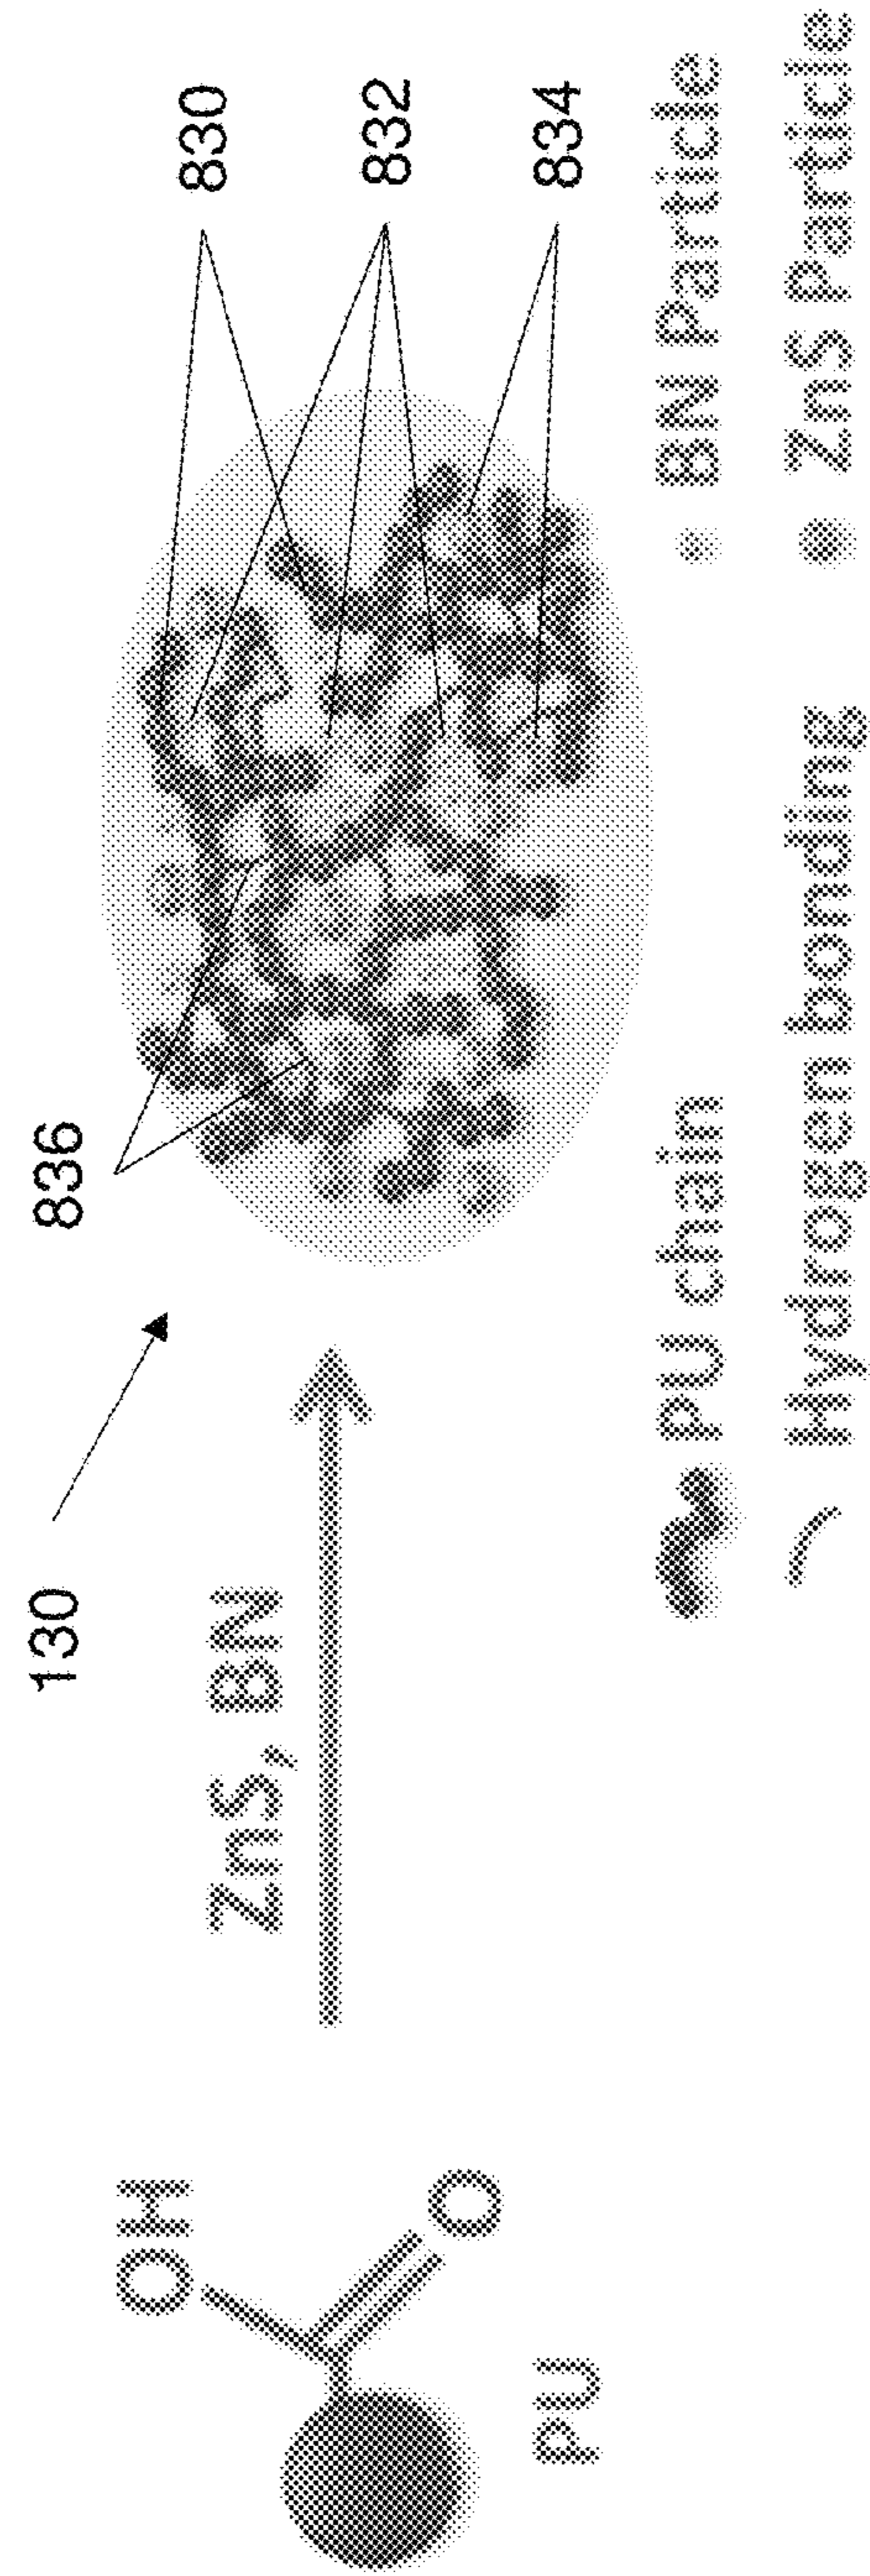 130
836
830
832
834
ZnS, BN
OH
O
PU
PU chain
BN Particle
Hydrogen bonding
ZnS Particle